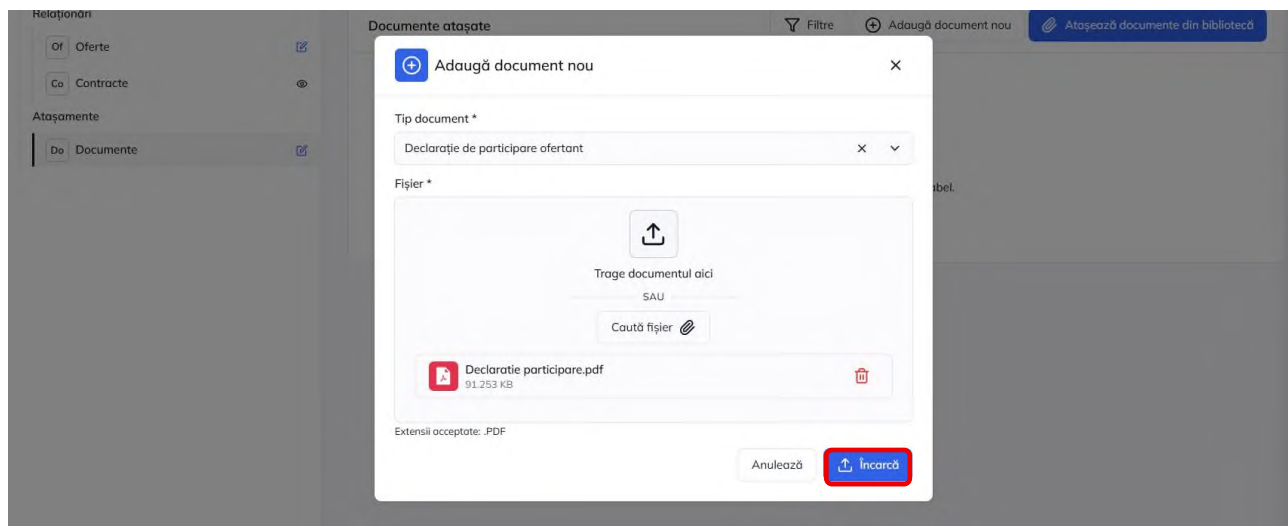 Relaționări
Of Oferte
Co Contracte
Atașamente
Do Documente
Documente atașate
Filtre
Adaugă document nou
Atașează documente din bibliotecă
Adaugă document nou
Tip document *
Declarație de participare ofertant
Fișier *
Trage documentul aici
SAU
Caută fișier
Declaratie participare.pdf
91.253 KB
Extensii acceptate: .PDF
Anulează
Încarcă